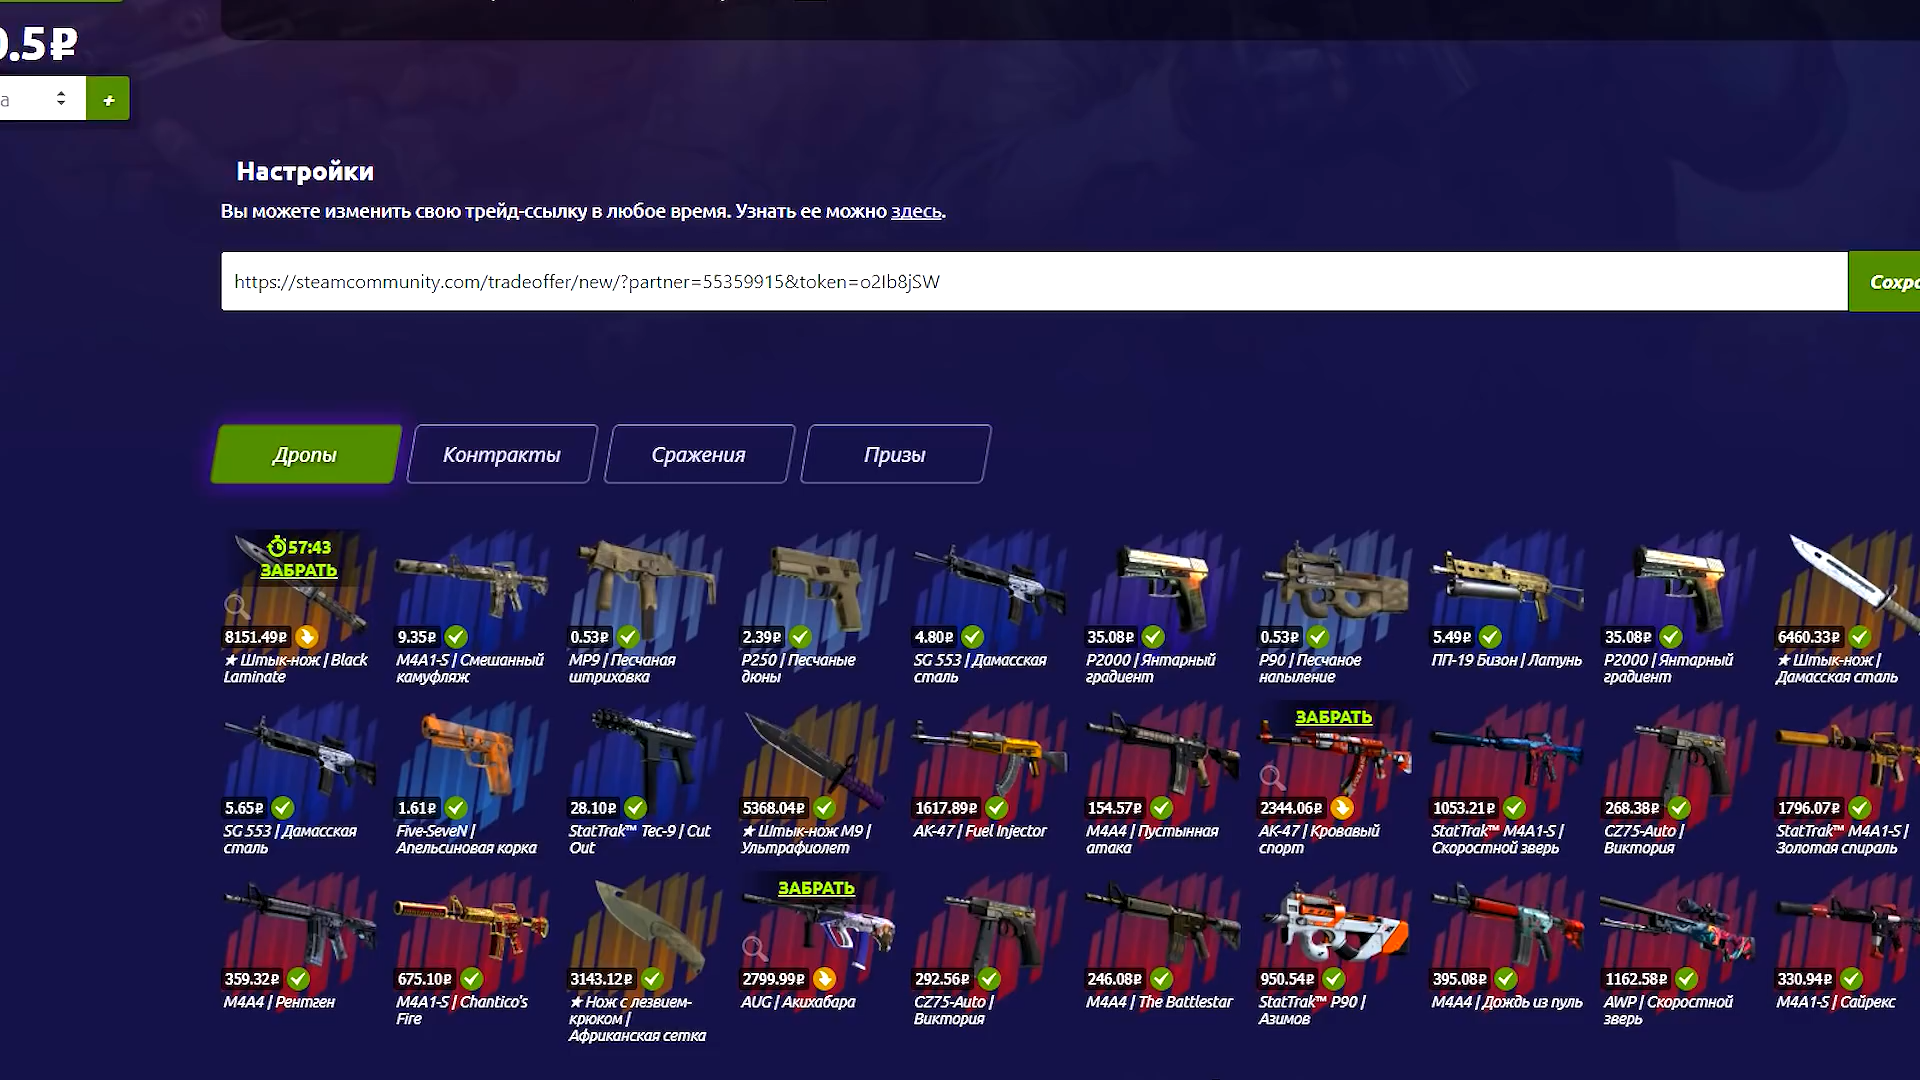 0.5₽
а
+
Настройки
Вы можете изменить свою трейд-ссылку в любое время. Узнать ее можно здесь.
https://steamcommunity.com/tradeoffer/new/?partner=55359915&token=o2Ib8jSW
Сохра
Дропы
Контракты
Сражения
Призы
57:43
ЗАБРАТЬ
8151.49₽
★ Штык-нож | Black
Laminate
9.35₽
M4A1-S | Смешанный
камуфляж
0.53₽
MP9 | Песчаная
штриховка
2.39₽
P250 | Песчаные
дюны
4.80₽
SG 553 | Дамасская
сталь
35.08₽
P2000 | Янтарный
градиент
0.53₽
P90 | Песчаное
напыление
5.49₽
ПП-19 Бизон | Латунь
35.08₽
P2000 | Янтарный
градиент
6460.33₽
★ Штык-нож |
Дамасская сталь
5.65₽
SG 553 | Дамасская
сталь
1.61₽
Five-SeveN |
Апельсиновая корка
28.10₽
StatTrak™ Tec-9 | Cut
Out
5368.04₽
★ Штык-нож M9 |
Ультрафиолет
1617.89₽
AK-47 | Fuel Injector
154.57₽
M4A4 | Пустынная
атака
ЗАБРАТЬ
2344.06₽
AK-47 | Кровавый
спорт
1053.21₽
StatTrak™ M4A1-S |
Скоростной зверь
268.38₽
CZ75-Auto |
Виктория
1796.07₽
StatTrak™ M4A1-S |
Золотая спираль
359.32₽
M4A4 | Рентген
675.10₽
M4A1-S | Chantico's
Fire
3143.12₽
★ Нож с лезвием-
крюком |
Африканская сетка
ЗАБРАТЬ
2799.99₽
AUG | Акихабара
292.56₽
CZ75-Auto |
Виктория
246.08₽
M4A4 | The Battlestar
950.54₽
StatTrak™ P90 |
Азимов
395.08₽
M4A4 | Дождь из пуль
1162.58₽
AWP | Скоростной
зверь
330.94₽
M4A1-S | Сайрекс